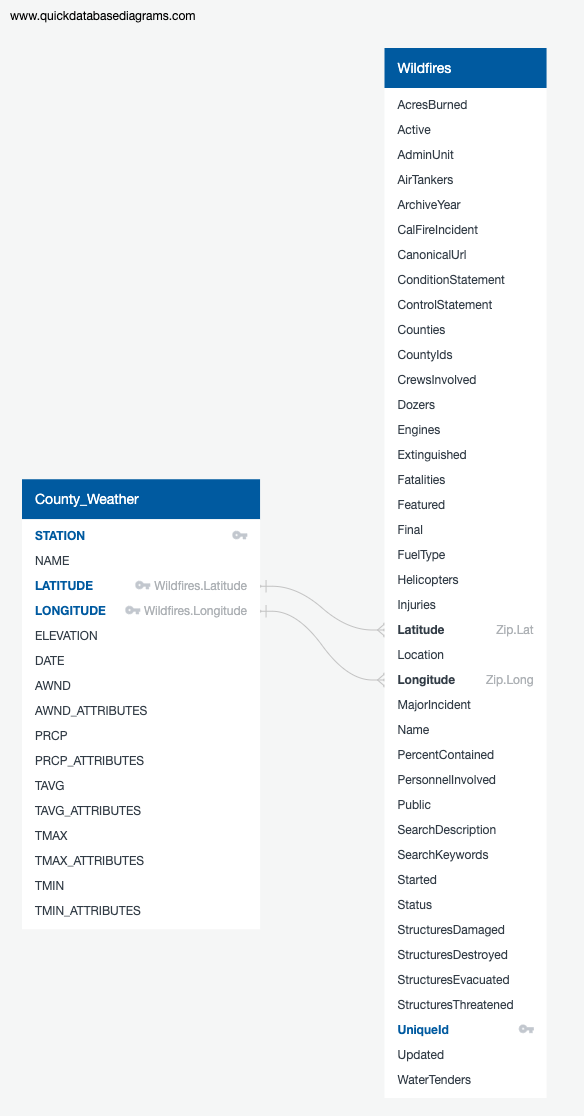 www.quickdatabasediagrams.com
Wildfires
AcresBurned
Active
AdminUnit
AirTankers
ArchiveYear
CalFireIncident
CanonicalUrl
ConditionStatement
ControlStatement
Counties
CountyIds
CrewsInvolved
Dozers
Engines
Extinguished
Fatalities
Featured
Final
FuelType
Helicopters
Injuries
Latitude Zip.Lat
Location
Longitude Zip.Long
MajorIncident
Name
PercentContained
PersonnelInvolved
Public
SearchDescription
SearchKeywords
Started
Status
StructuresDamaged
StructuresDestroyed
StructuresEvacuated
StructuresThreatened
UniqueId
Updated
WaterTenders
County_Weather
STATION
NAME
LATITUDE Wildfires.Latitude
LONGITUDE Wildfires.Longitude
ELEVATION
DATE
AWND
AWND_ATTRIBUTES
PRCP
PRCP_ATTRIBUTES
TAVG
TAVG_ATTRIBUTES
TMAX
TMAX_ATTRIBUTES
TMIN
TMIN_ATTRIBUTES